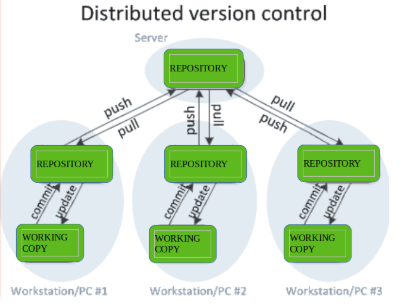 Distributed version control
Server
REPOSITORY
push
pull
push
pull
pull
push
REPOSITORY
REPOSITORY
REPOSITORY
commit
update
commit
update
commit
update
WORKING
COPY
WORKING
COPY
WORKING
COPY
Workstation/PC #1
Workstation/PC #2
Workstation/PC #3